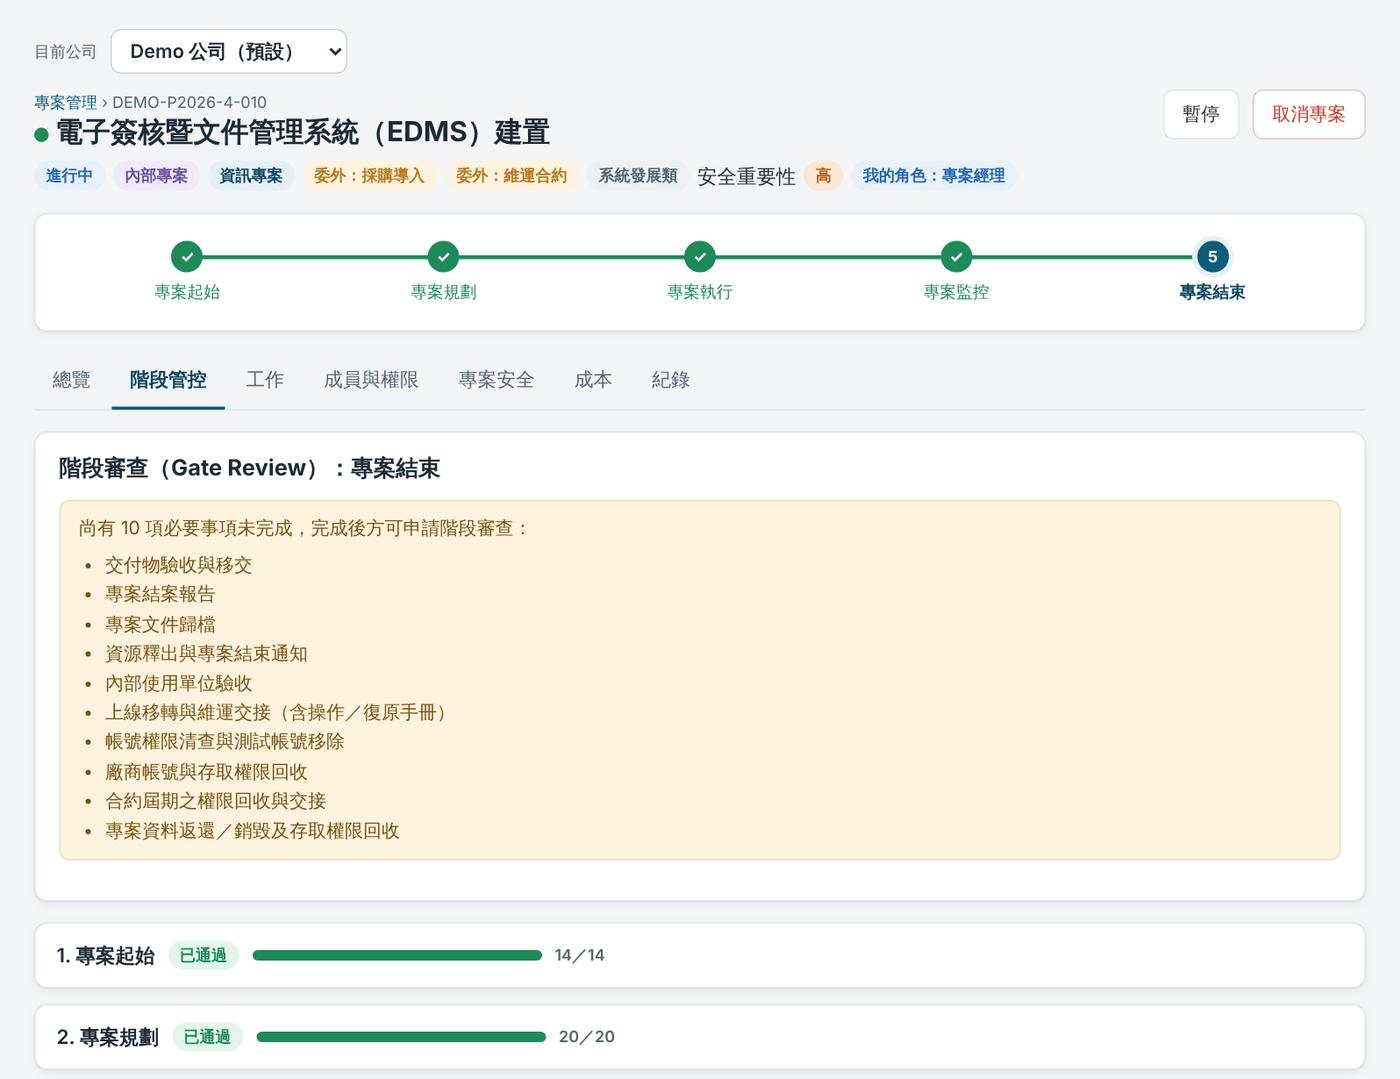 目前公司 Demo 公司（預設）
專案管理 › DEMO-P2026-4-010
電子簽核暨文件管理系統（EDMS）建置
暫停 取消專案
進行中 內部專案 資訊專案 委外：採購導入 委外：維運合約 系統發展類 安全重要性 高 我的角色：專案經理
5
專案起始 專案規劃 專案執行 專案監控 專案結束
總覽 階段管控 工作 成員與權限 專案安全 成本 紀錄
階段審查（Gate Review）：專案結束
尚有 10 項必要事項未完成，完成後方可申請階段審查：
• 交付物驗收與移交
• 專案結案報告
• 專案文件歸檔
• 資源釋出與專案結束通知
• 內部使用單位驗收
• 上線移轉與維運交接（含操作／復原手冊）
• 帳號權限清查與測試帳號移除
• 廠商帳號與存取權限回收
• 合約屆期之權限回收與交接
• 專案資料返還／銷毀及存取權限回收
1. 專案起始 已通過 14／14
2. 專案規劃 已通過 20／20